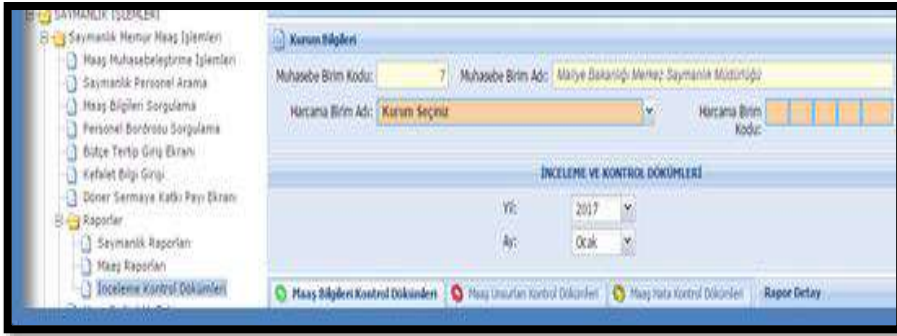 SAYMANLIK İŞLEMLERİ
Saymanlık Memur Maaş İşlemleri
Maaş Muhasebeleştirme İşlemleri
Saymanlık Personel Arama
Maaş Bilgileri Sorgulama
Personel Bordrosu Sorgulama
Bütçe Tertip Giriş Ekranı
Kefalet Bilgi Girişi
Döner Sermaye Katkı Payı Ekranı
Raporlar
Saymanlık Raporları
Maaş Raporları
İnceleme Kontrol Dökümleri
Kurum Bilgileri
Muhasebe Birim Kodu: 7 Muhasebe Birim Adı: Maliye Bakanlığı Merkez Saymanlık Müdürlüğü
Harcama Birim Adı: Kurum Seçiniz Harcama Birim Kodu:
İNCELEME VE KONTROL DÖKÜMLERİ
Yıl: 2017
Ay: Ocak
Maaş Bilgileri Kontrol Dökümleri Maaş Unsurları Kontrol Dökümleri Maaş Hata Kontrol Dökümleri Rapor Detay